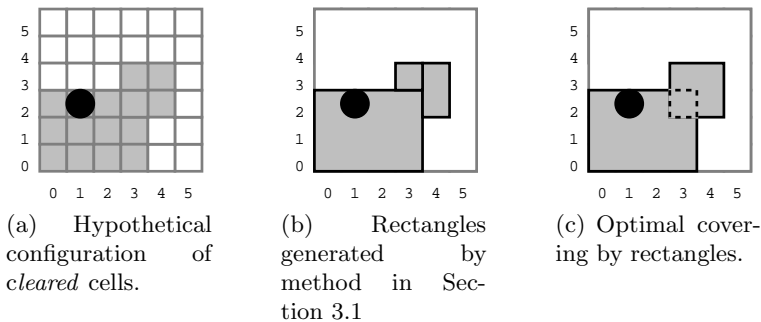 5
4
3
2
1
0
0 1 2 3 4 5
(a) Hypothetical
configuration of
cleared cells.
5
4
3
2
1
0
0 1 2 3 4 5
(b) Rectangles
generated by
method in Sec-
tion 3.1
5
4
3
2
1
0
0 1 2 3 4 5
(c) Optimal cover-
ing by rectangles.